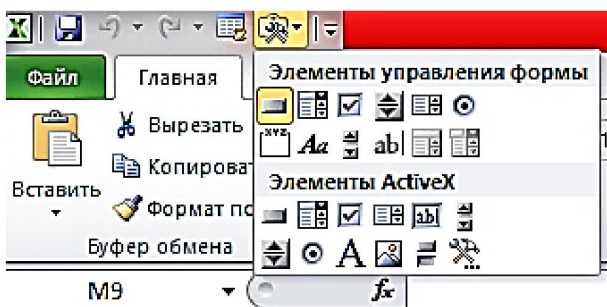 Файл
Главная
Элементы управления формы
Вырезать
Копироват
Вставить
Формат по
Элементы ActiveX
Буфер обмена
M9
fx